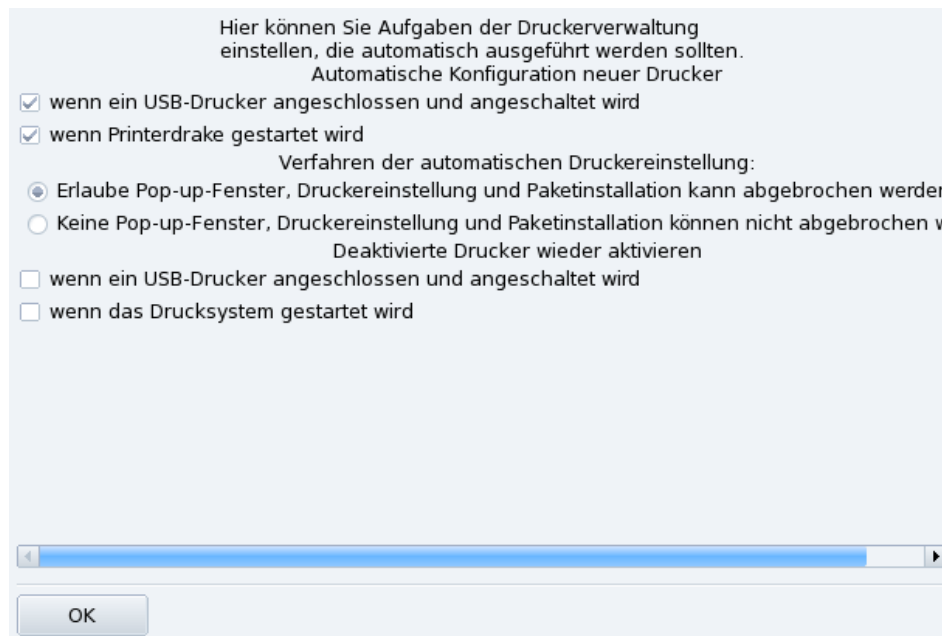 Hier können Sie Aufgaben der Druckerverwaltung
einstellen, die automatisch ausgeführt werden sollten.
Automatische Konfiguration neuer Drucker
wenn ein USB-Drucker angeschlossen und angeschaltet wird
wenn Printerdrake gestartet wird
Verfahren der automatischen Druckereinstellung:
Erlaube Pop-up-Fenster, Druckereinstellung und Paketinstallation kann abgebrochen werde
Keine Pop-up-Fenster, Druckereinstellung und Paketinstallation können nicht abgebrochen
Deaktivierte Drucker wieder aktivieren
wenn ein USB-Drucker angeschlossen und angeschaltet wird
wenn das Drucksystem gestartet wird
OK